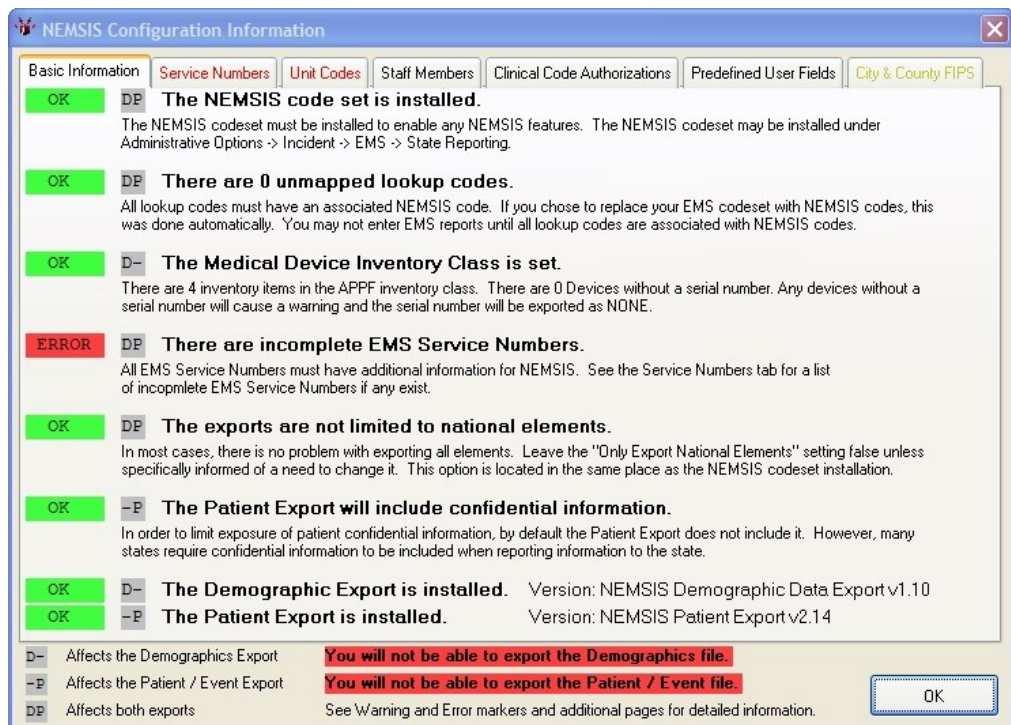 NEMSIS Configuration Information
Basic Information Service Numbers Unit Codes Staff Members Clinical Code Authorizations Predefined User Fields City & County FIPS
OK DP The NEMSIS code set is installed.
The NEMSIS codeset must be installed to enable any NEMSIS features. The NEMSIS codeset may be installed under
Administrative Options -> Incident -> EMS -> State Reporting.
OK DP There are 0 unmapped lookup codes.
All lookup codes must have an associated NEMSIS code. If you chose to replace your EMS codeset with NEMSIS codes, this
was done automatically. You may not enter EMS reports until all lookup codes are associated with NEMSIS codes.
OK D- The Medical Device Inventory Class is set.
There are 4 inventory items in the APPF inventory class. There are 0 Devices without a serial number. Any devices without a
serial number will cause a warning and the serial number will be exported as NONE.
ERROR DP There are incomplete EMS Service Numbers.
All EMS Service Numbers must have additional information for NEMSIS. See the Service Numbers tab for a list
of incopmlete EMS Service Numbers if any exist.
OK DP The exports are not limited to national elements.
In most cases, there is no problem with exporting all elements. Leave the "Only Export National Elements" setting false unless
specifically informed of a need to change it. This option is located in the same place as the NEMSIS codeset installation.
OK -P The Patient Export will include confidential information.
In order to limit exposure of patient confidential information, by default the Patient Export does not include it. However, many
states require confidential information to be included when reporting information to the state.
OK D- The Demographic Export is installed. Version: NEMSIS Demographic Data Export v1.10
OK -P The Patient Export is installed. Version: NEMSIS Patient Export v2.14
D- Affects the Demographics Export You will not be able to export the Demographics file.
-P Affects the Patient / Event Export You will not be able to export the Patient / Event file.
DP Affects both exports See Warning and Error markers and additional pages for detailed information.
OK